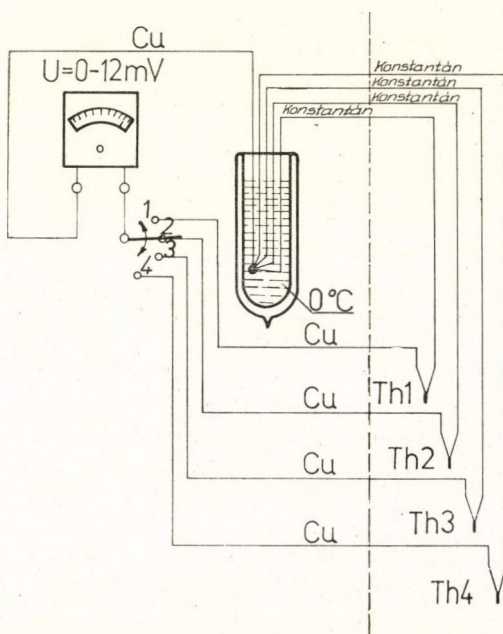 Cu
U=0-12mV
Konstantán
Konstantán
Konstantán
Konstantán
1
2
3
4
0°C
Cu
Th1
Cu
Th2
Cu
Th3
Cu
Th4